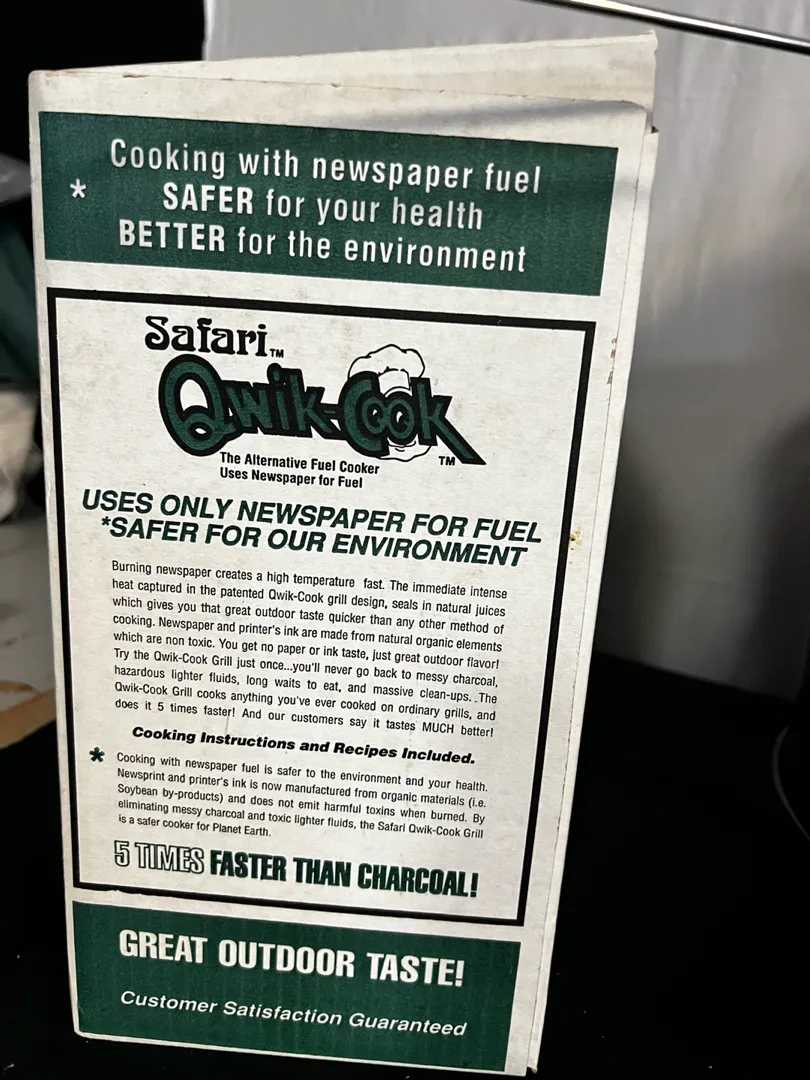 Cooking with newspaper fuel
* SAFER for your health
BETTER for the environment
Safari™
Qwik-Cook™
The Alternative Fuel Cooker
Uses Newspaper for Fuel
USES ONLY NEWSPAPER FOR FUEL
*SAFER FOR OUR ENVIRONMENT
Burning newspaper creates a high temperature fast. The immediate intense
heat captured in the patented Qwik-Cook grill design, seals in natural juices
which gives you that great outdoor taste quicker than any other method of
cooking. Newspaper and printer's ink are made from natural organic elements
which are non toxic. You get no paper or ink taste, just great outdoor flavor!
Try the Qwik-Cook Grill just once...you'll never go back to messy charcoal,
hazardous lighter fluids, long waits to eat, and massive clean-ups. The
Qwik-Cook Grill cooks anything you've ever cooked on ordinary grills, and
does it 5 times faster! And our customers say it tastes MUCH better!
Cooking Instructions and Recipes Included.
* Cooking with newspaper fuel is safer to the environment and your health.
Newsprint and printer's ink is now manufactured from organic materials (i.e.
Soybean by-products) and does not emit harmful toxins when burned. By
eliminating messy charcoal and toxic lighter fluids, the Safari Qwik-Cook Grill
is a safer cooker for Planet Earth.
5 TIMES FASTER THAN CHARCOAL!
GREAT OUTDOOR TASTE!
Customer Satisfaction Guaranteed